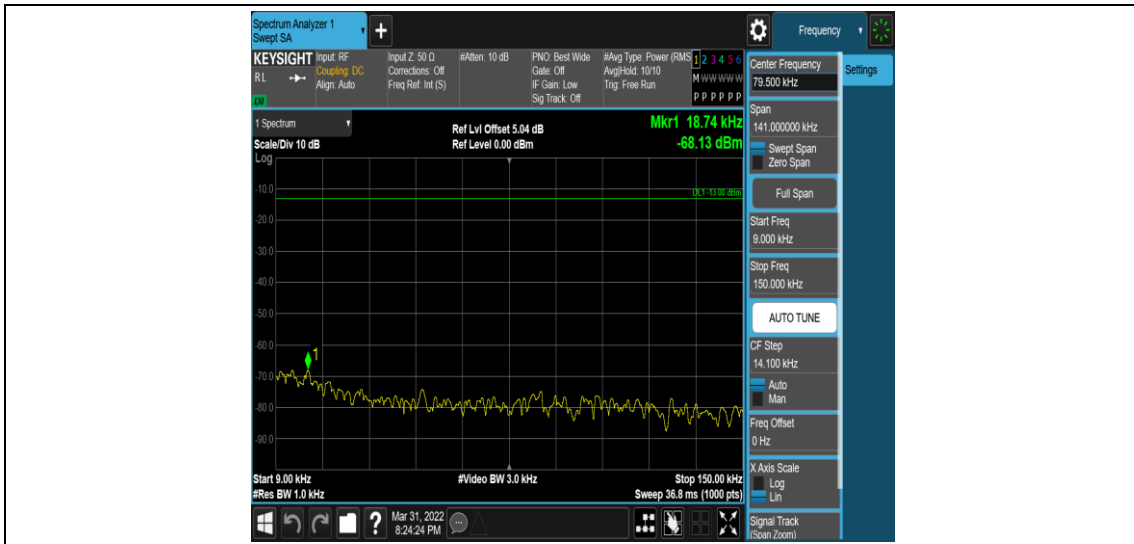 Spectrum Analyzer 1
Swept SA
Frequency
KEYSIGHT
RL
LXI
Input: RF
Coupling: DC
Align: Auto
Input Z: 50 Ω
Corrections: Off
Freq Ref: Int (S)
#Atten: 10 dB
PNO: Best Wide
Gate: Off
IF Gain: Low
Sig Track: Off
#Avg Type: Power (RMS
Avg|Hold: 10/10
Trig: Free Run
1 2 3 4 5 6
M W W W W W
P P P P P P
1 Spectrum
Scale/Div 10 dB
Ref Lvl Offset 5.04 dB
Ref Level 0.00 dBm
Mkr1 18.74 kHz
-68.13 dBm
Log
DL1 -13.00 dBm
-10.0
-20.0
-30.0
-40.0
-50.0
-60.0
-70.0
-80.0
-90.0
1
Start 9.00 kHz
#Res BW 1.0 kHz
#Video BW 3.0 kHz
Stop 150.00 kHz
Sweep 36.8 ms (1000 pts)
Center Frequency
79.500 kHz
Settings
Span
141.000000 kHz
Swept Span
Zero Span
Full Span
Start Freq
9.000 kHz
Stop Freq
150.000 kHz
AUTO TUNE
CF Step
14.100 kHz
Auto
Man
Freq Offset
0 Hz
X Axis Scale
Log
Lin
Signal Track
(Span Zoom)
?
Mar 31, 2022
8:24:24 PM